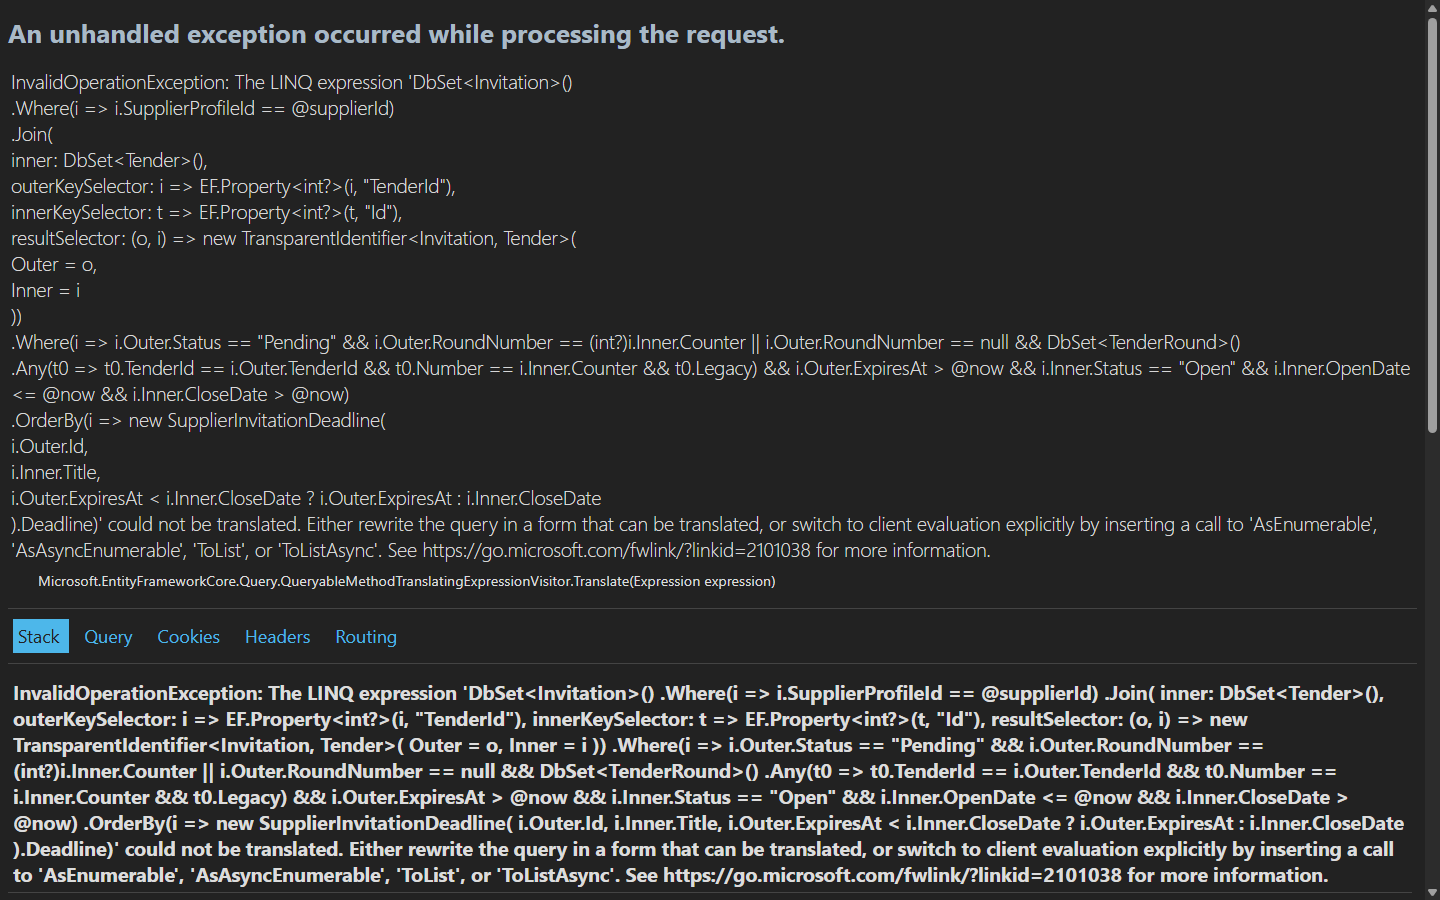 An unhandled exception occurred while processing the request.
InvalidOperationException: The LINQ expression 'DbSet<Invitation>()
.Where(i => i.SupplierProfileId == @supplierId)
.Join(
inner: DbSet<Tender>(),
outerKeySelector: i => EF.Property<int?>(i, "TenderId"),
innerKeySelector: t => EF.Property<int?>(t, "Id"),
resultSelector: (o, i) => new TransparentIdentifier<Invitation, Tender>(
Outer = o,
Inner = i
))
.Where(i => i.Outer.Status == "Pending" && i.Outer.RoundNumber == (int?)i.Inner.Counter || i.Outer.RoundNumber == null && DbSet<TenderRound>()
.Any(t0 => t0.TenderId == i.Outer.TenderId && t0.Number == i.Inner.Counter && t0.Legacy) && i.Outer.ExpiresAt > @now && i.Inner.Status == "Open" && i.Inner.OpenDate
<= @now && i.Inner.CloseDate > @now)
.OrderBy(i => new SupplierInvitationDeadline(
i.Outer.Id,
i.Inner.Title,
i.Outer.ExpiresAt < i.Inner.CloseDate ? i.Outer.ExpiresAt : i.Inner.CloseDate
).Deadline)' could not be translated. Either rewrite the query in a form that can be translated, or switch to client evaluation explicitly by inserting a call to 'AsEnumerable',
'AsAsyncEnumerable', 'ToList', or 'ToListAsync'. See https://go.microsoft.com/fwlink/?linkid=2101038 for more information.
Microsoft.EntityFrameworkCore.Query.QueryableMethodTranslatingExpressionVisitor.Translate(Expression expression)
Stack Query Cookies Headers Routing
InvalidOperationException: The LINQ expression 'DbSet<Invitation>() .Where(i => i.SupplierProfileId == @supplierId) .Join( inner: DbSet<Tender>(),
outerKeySelector: i => EF.Property<int?>(i, "TenderId"), innerKeySelector: t => EF.Property<int?>(t, "Id"), resultSelector: (o, i) => new
TransparentIdentifier<Invitation, Tender>( Outer = o, Inner = i )) .Where(i => i.Outer.Status == "Pending" && i.Outer.RoundNumber ==
(int?)i.Inner.Counter || i.Outer.RoundNumber == null && DbSet<TenderRound>() .Any(t0 => t0.TenderId == i.Outer.TenderId && t0.Number ==
i.Inner.Counter && t0.Legacy) && i.Outer.ExpiresAt > @now && i.Inner.Status == "Open" && i.Inner.OpenDate <= @now && i.Inner.CloseDate >
@now) .OrderBy(i => new SupplierInvitationDeadline( i.Outer.Id, i.Inner.Title, i.Outer.ExpiresAt < i.Inner.CloseDate ? i.Outer.ExpiresAt : i.Inner.CloseDate
).Deadline)' could not be translated. Either rewrite the query in a form that can be translated, or switch to client evaluation explicitly by inserting a call
to 'AsEnumerable', 'AsAsyncEnumerable', 'ToList', or 'ToListAsync'. See https://go.microsoft.com/fwlink/?linkid=2101038 for more information.